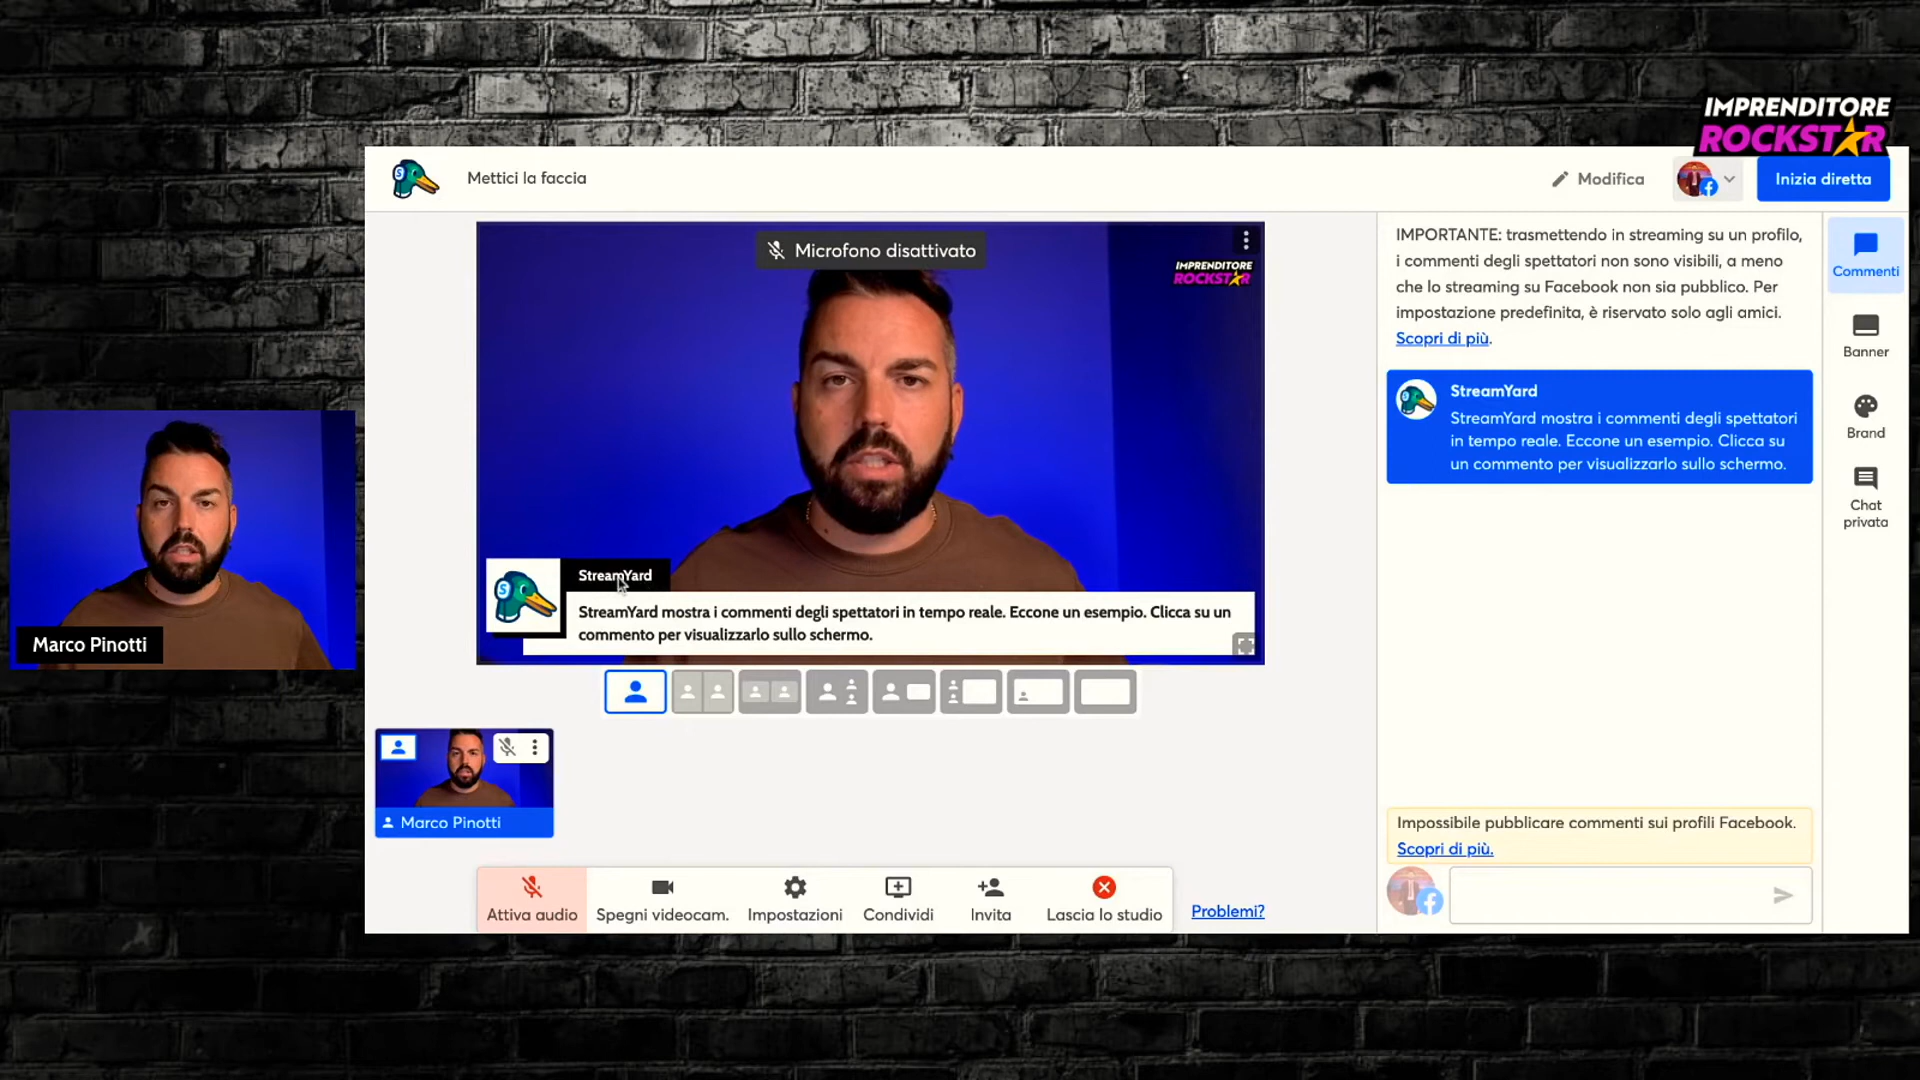 IMPRENDITORE
ROCKSTAR
Mettici la faccia
Modifica
Inizia diretta
Microfono disattivato
IMPRENDITORE
ROCKSTAR
IMPORTANTE: trasmettendo in streaming su un profilo,
i commenti degli spettatori non sono visibili, a meno
che lo streaming su Facebook non sia pubblico. Per
impostazione predefinita, è riservato solo agli amici.
Scopri di più.
Commenti
Banner
Brand
Chat
privata
StreamYard
StreamYard mostra i commenti degli spettatori
in tempo reale. Eccone un esempio. Clicca su
un commento per visualizzarlo sullo schermo.
Marco Pinotti
StreamYard
StreamYard mostra i commenti degli spettatori in tempo reale. Eccone un esempio. Clicca su un
commento per visualizzarlo sullo schermo.
Marco Pinotti
Impossibile pubblicare commenti sui profili Facebook.
Scopri di più.
Attiva audio
Spegni videocam.
Impostazioni
Condividi
Invita
Lascia lo studio
Problemi?